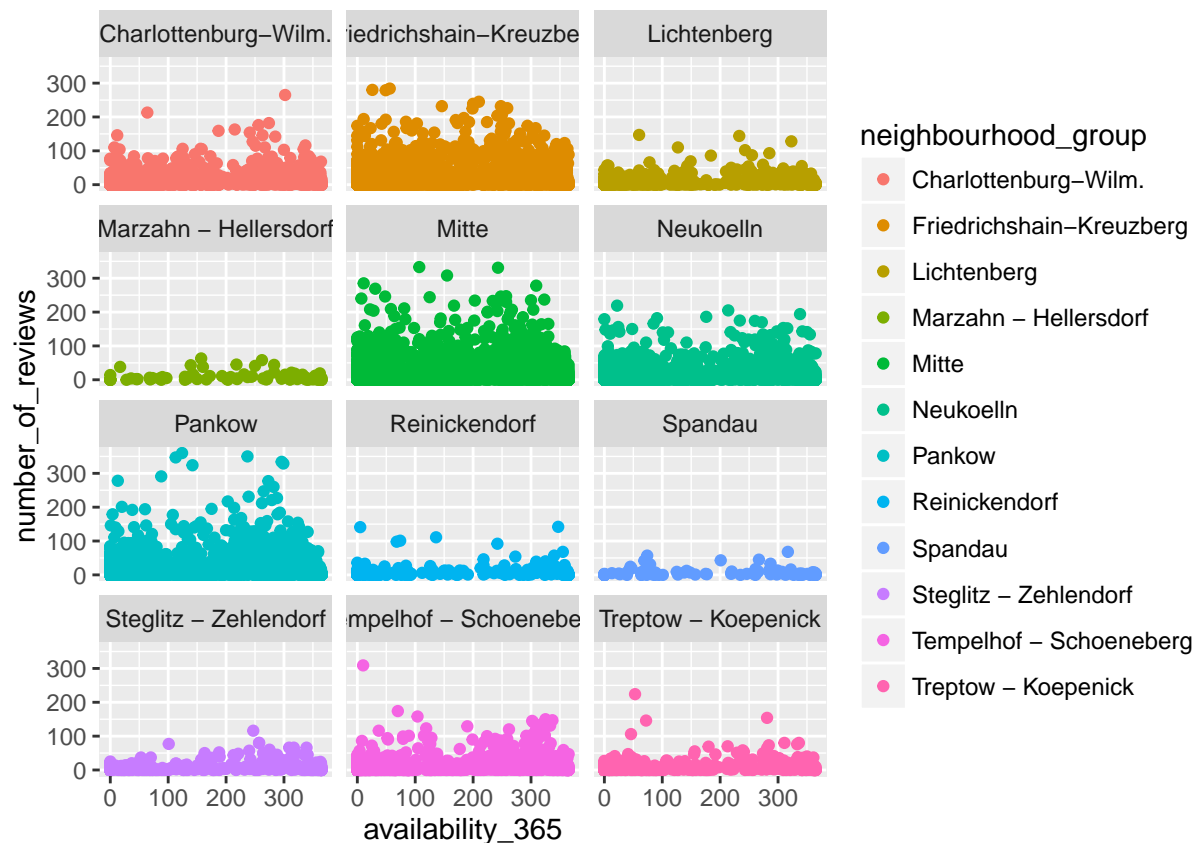 Charlottenburg−Wilm.
riedrichshain−Kreuzbe
Lichtenberg
300
200
100
0
Marzahn − Hellersdorf
Mitte
Neukoelln
300
200
100
0
Pankow
Reinickendorf
Spandau
300
200
100
0
Steglitz − Zehlendorf
empelhof − Schoenebe
Treptow − Koepenick
300
200
100
0
0 100 200 300
0 100 200 300
0 100 200 300
availability_365
number_of_reviews
neighbourhood_group
Charlottenburg−Wilm.
Friedrichshain−Kreuzberg
Lichtenberg
Marzahn − Hellersdorf
Mitte
Neukoelln
Pankow
Reinickendorf
Spandau
Steglitz − Zehlendorf
Tempelhof − Schoeneberg
Treptow − Koepenick